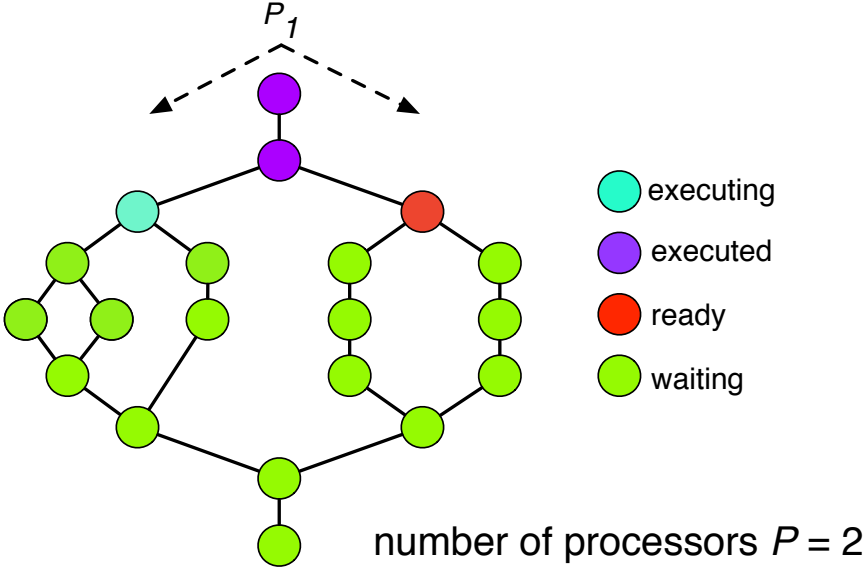 P1
executing
executed
ready
waiting
number of processors P = 2